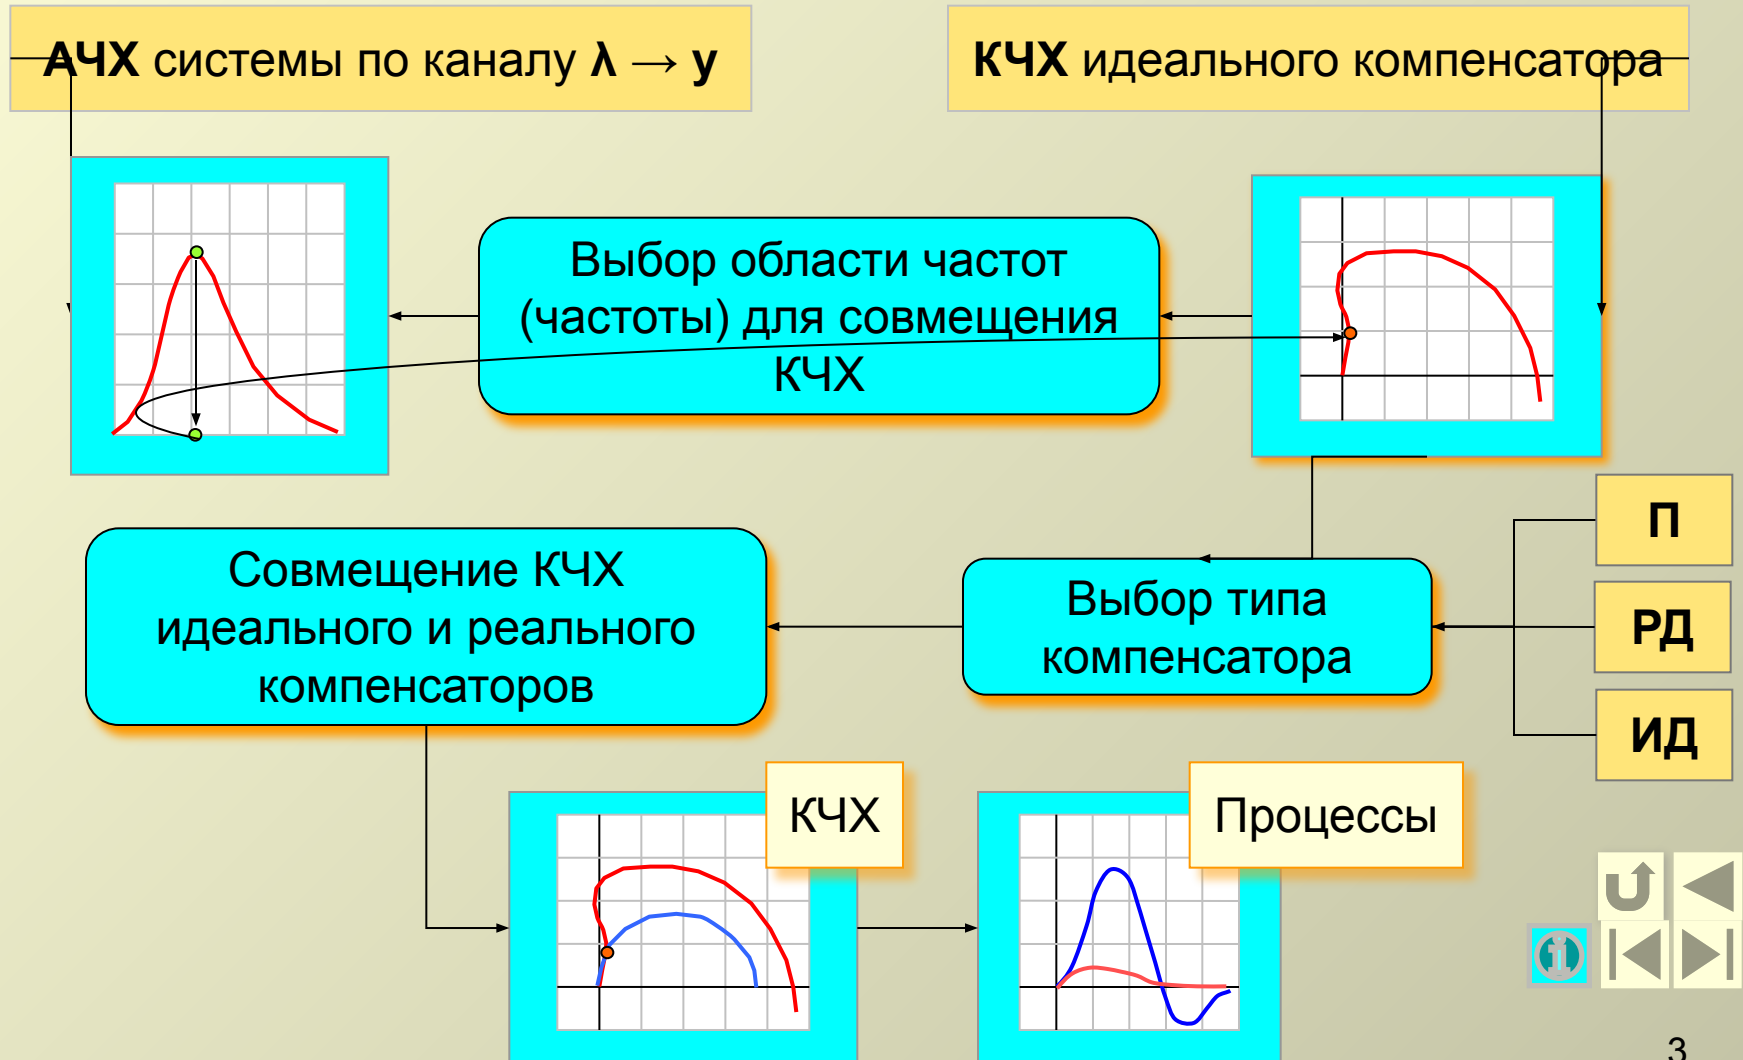 АЧХ системы по каналу λ → y
КЧХ идеального компенсатора
Выбор области частот
(частоты) для совмещения
КЧХ
П
Совмещение КЧХ
идеального и реального
компенсаторов
Выбор типа
компенсатора
РД
ИД
КЧХ
Процессы
3